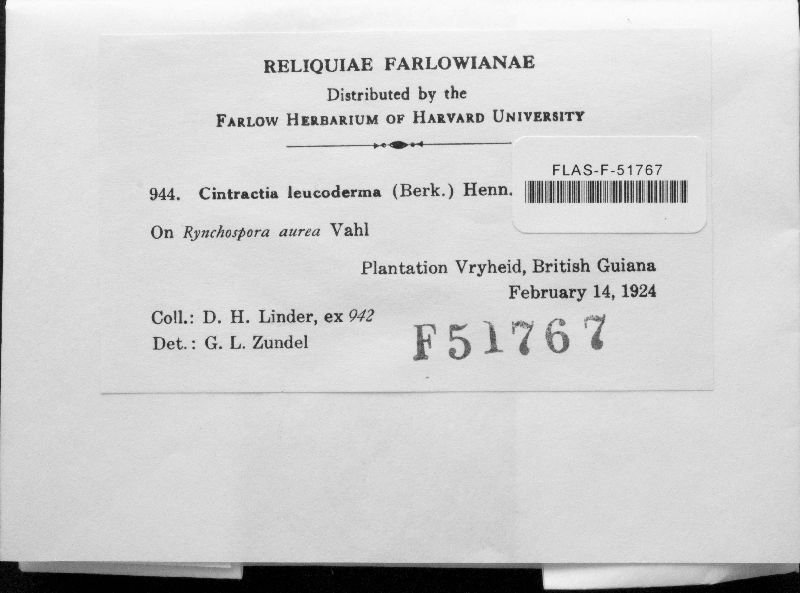 RELIQUIAE FARLOWIANAE
Distributed by the
FARLOW HERBARIUM OF HARVARD UNIVERSITY
FLAS-F-51767
944. Cintractia leucoderma (Berk.) Henn.
On Rynchospora aurea Vahl
Plantation Vryheid, British Guiana
February 14, 1924
Coll.: D. H. Linder, ex 942
Det.: G. L. Zundel
F51767